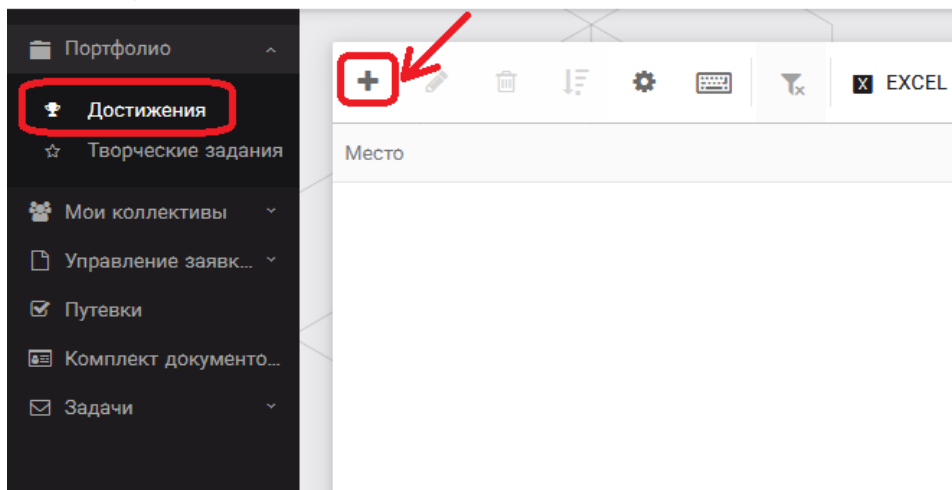 Портфолио
Достижения
Творческие задания
Мои коллективы
Управление заявк...
Путевки
Комплект документо...
Задачи
X EXCEL
Место